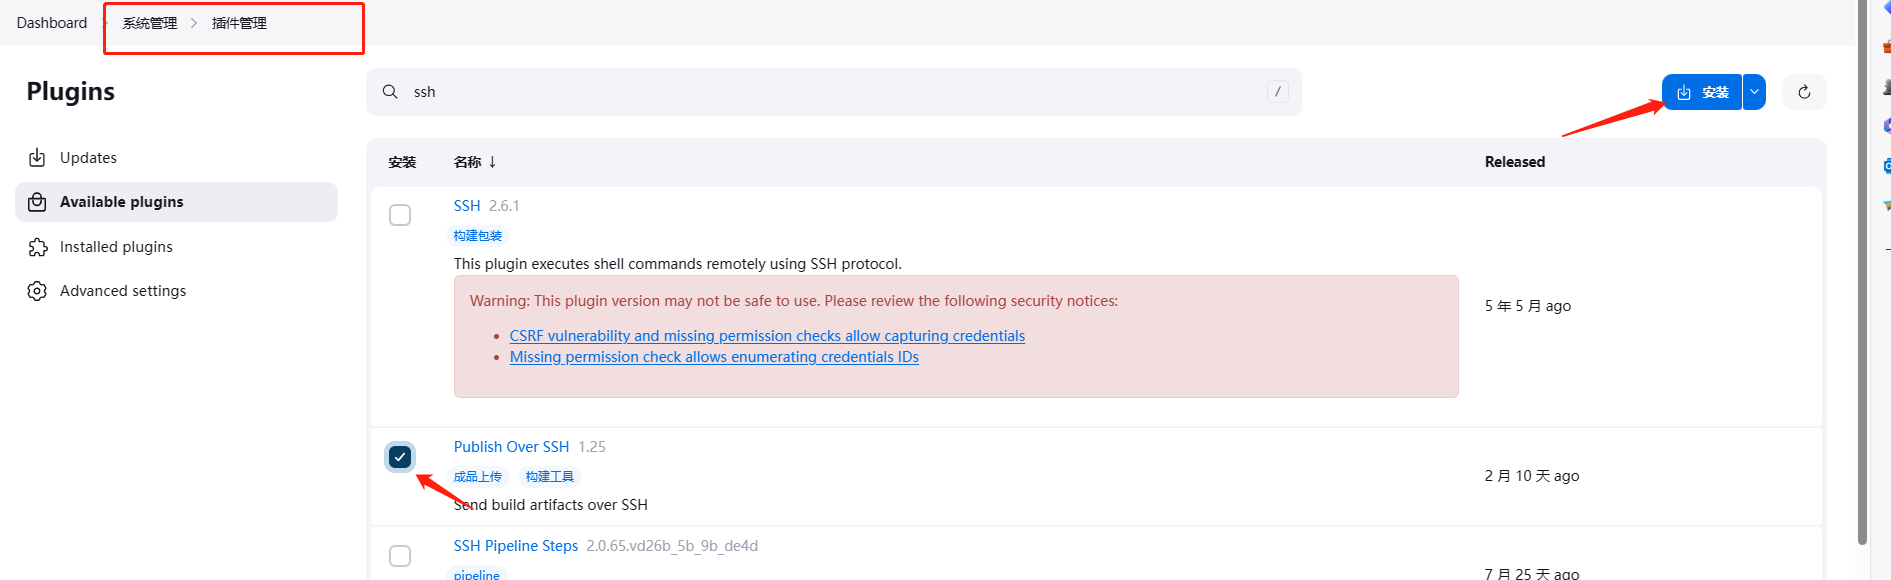 Dashboard 系统管理 插件管理
Plugins
ssh
/
安装
Updates
Available plugins
Installed plugins
Advanced settings
安装 名称 ↓ Released
SSH 2.6.1
构建包装
This plugin executes shell commands remotely using SSH protocol.
Warning: This plugin version may not be safe to use. Please review the following security notices:
CSRF vulnerability and missing permission checks allow capturing credentials
Missing permission check allows enumerating credentials IDs
5 年 5 月 ago
Publish Over SSH 1.25
成品上传 构建工具
Send build artifacts over SSH
2 月 10 天 ago
SSH Pipeline Steps 2.0.65.vd26b_5b_9b_de4d
pipeline
7 月 25 天 ago